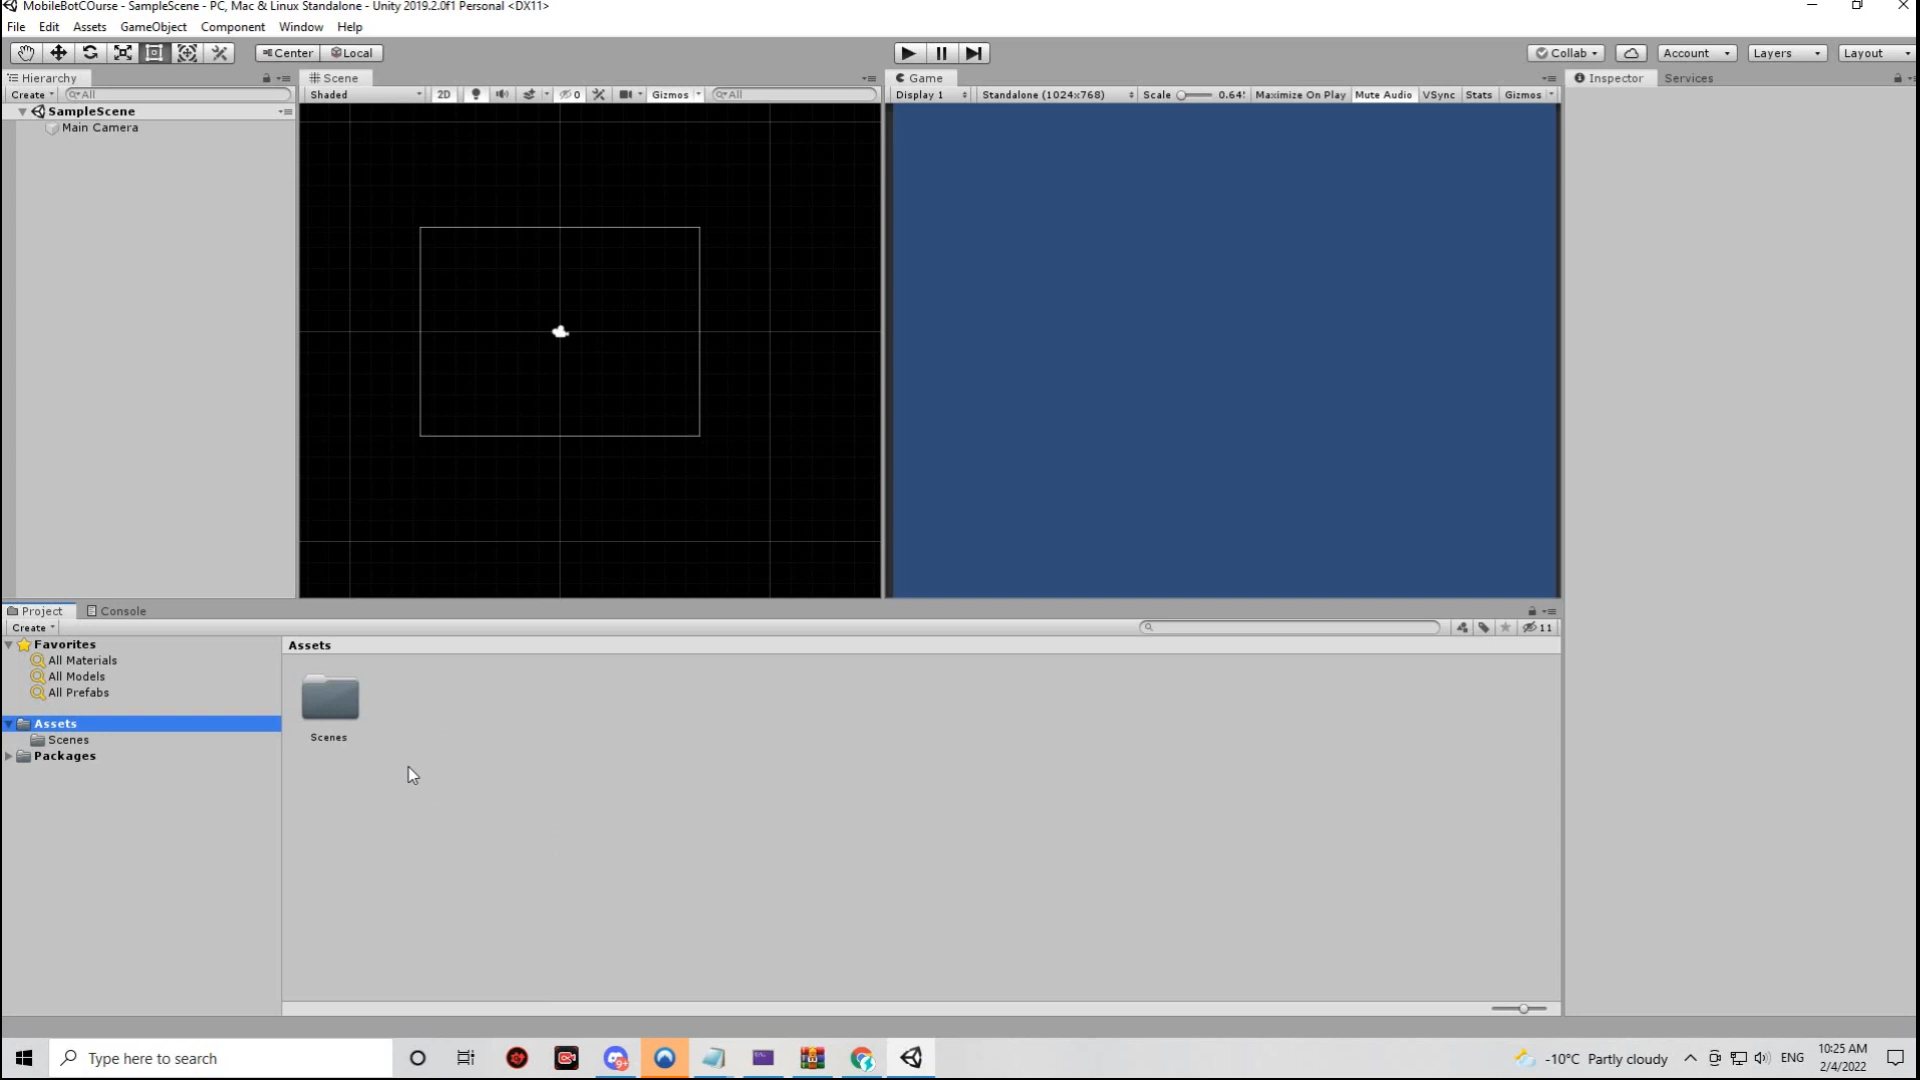 MobileBotCOurse - SampleScene - PC, Mac & Linux Standalone - Unity 2019.2.0f1 Personal <DX11>
File Edit Assets GameObject Component Window Help
Center Local Collab Account Layers Layout
Hierarchy Scene Game Inspector Services
Create All Shaded 2D 0 Gizmos All Display 1 Standalone (1024x768) Scale 0.64: Maximize On Play Mute Audio VSync Stats Gizmos
SampleScene
Main Camera
Project Console
Create 11
Favorites Assets
All Materials
All Models
All Prefabs
Assets
Scenes Scenes
Packages
Type here to search 9+ -10°C Partly cloudy ENG 10:25 AM
2/4/2022